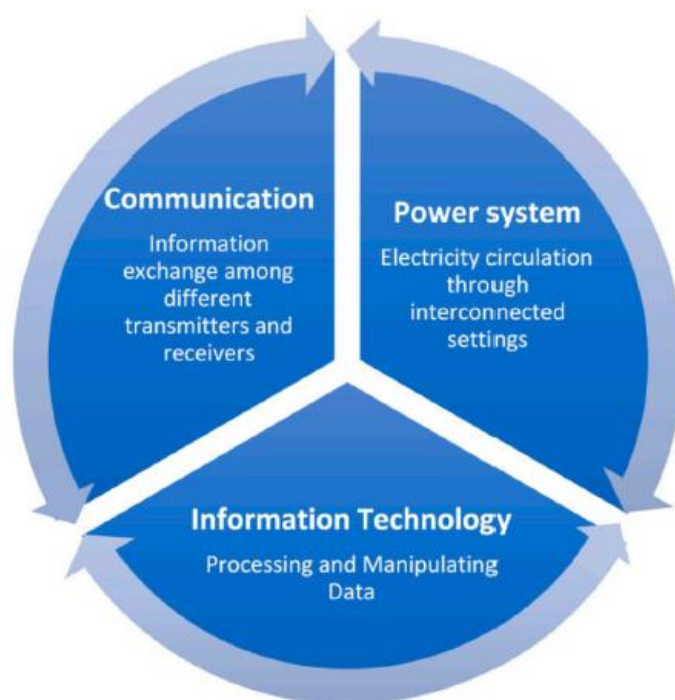 Communication
Information
exchange among
different
transmitters and
receivers
Power system
Electricity circulation
through
interconnected
settings
Information Technology
Processing and Manipulating
Data